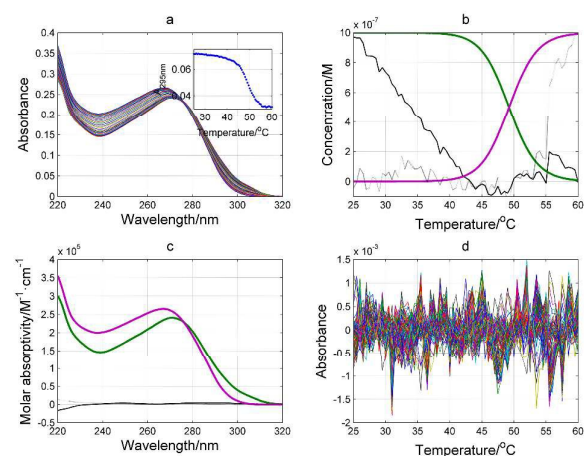 a
Absorbance
0.4
0.35
0.3
0.25
0.2
0.15
0.1
0.05
0
220 240 260 280 300 320
Wavelength/nm
295nm
0.06
0.04
30 40 50 60
Temperature/°C
b
x 10⁻⁷
Concentration/M
10
8
6
4
2
0
25 30 35 40 45 50 55 60
Temperature/°C
c
x 10⁵
Molar absorptivity/M⁻¹·cm⁻¹
4
3.5
3
2.5
2
1.5
1
0.5
0
-0.5
220 240 260 280 300 320
Wavelength/nm
d
x 10⁻³
Absorbance
1.5
1
0.5
0
-0.5
-1
-1.5
-2
25 30 35 40 45 50 55 60
Temperature/°C